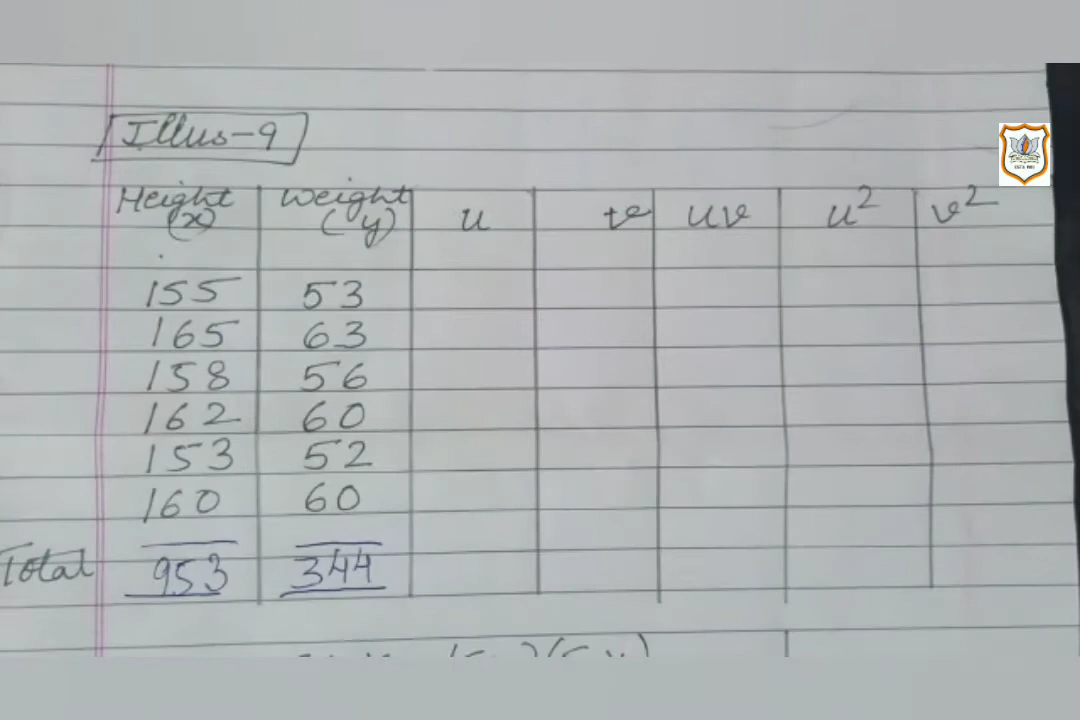 Illus-9
Height (x) Weight (y) u v uv u² v²
155 53
165 63
158 56
162 60
153 52
160 60
Total 953 344